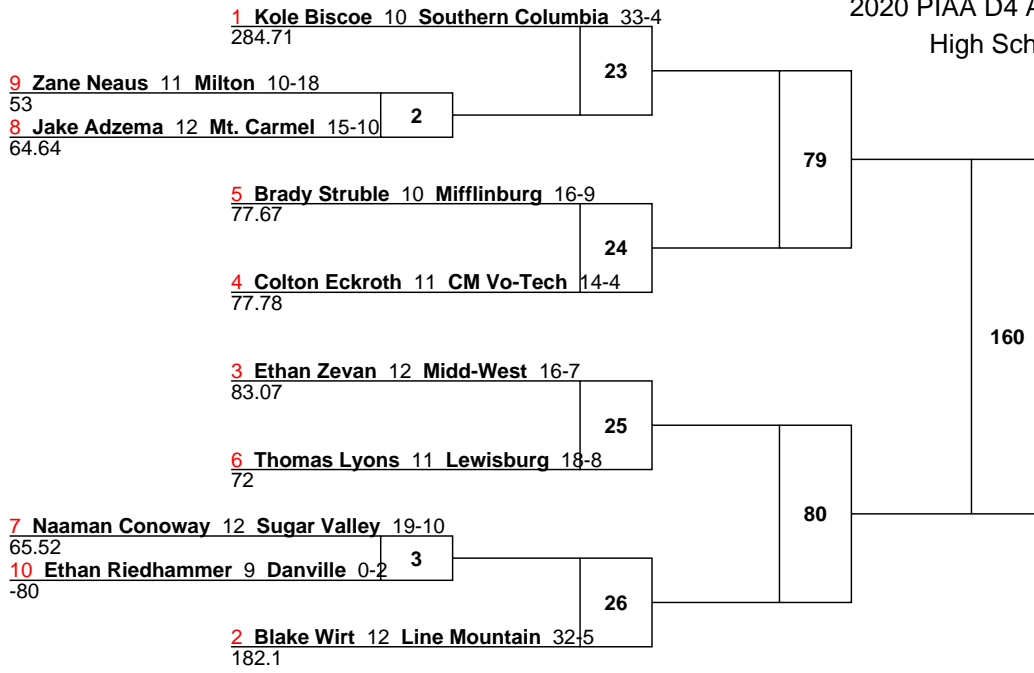 2020 PIAA D4 A
High Sch
1 Kole Biscoe 10 Southern Columbia 33-4
284.71
23
9 Zane Neaus 11 Milton 10-18
53
2
8 Jake Adzema 12 Mt. Carmel 15-10
64.64
79
5 Brady Struble 10 Mifflinburg 16-9
77.67
24
4 Colton Eckroth 11 CM Vo-Tech 14-4
77.78
160
3 Ethan Zevan 12 Midd-West 16-7
83.07
25
6 Thomas Lyons 11 Lewisburg 18-8
72
80
7 Naaman Conoway 12 Sugar Valley 19-10
65.52
3
10 Ethan Riedhammer 9 Danville 0-2
-80
26
2 Blake Wirt 12 Line Mountain 32-5
182.1